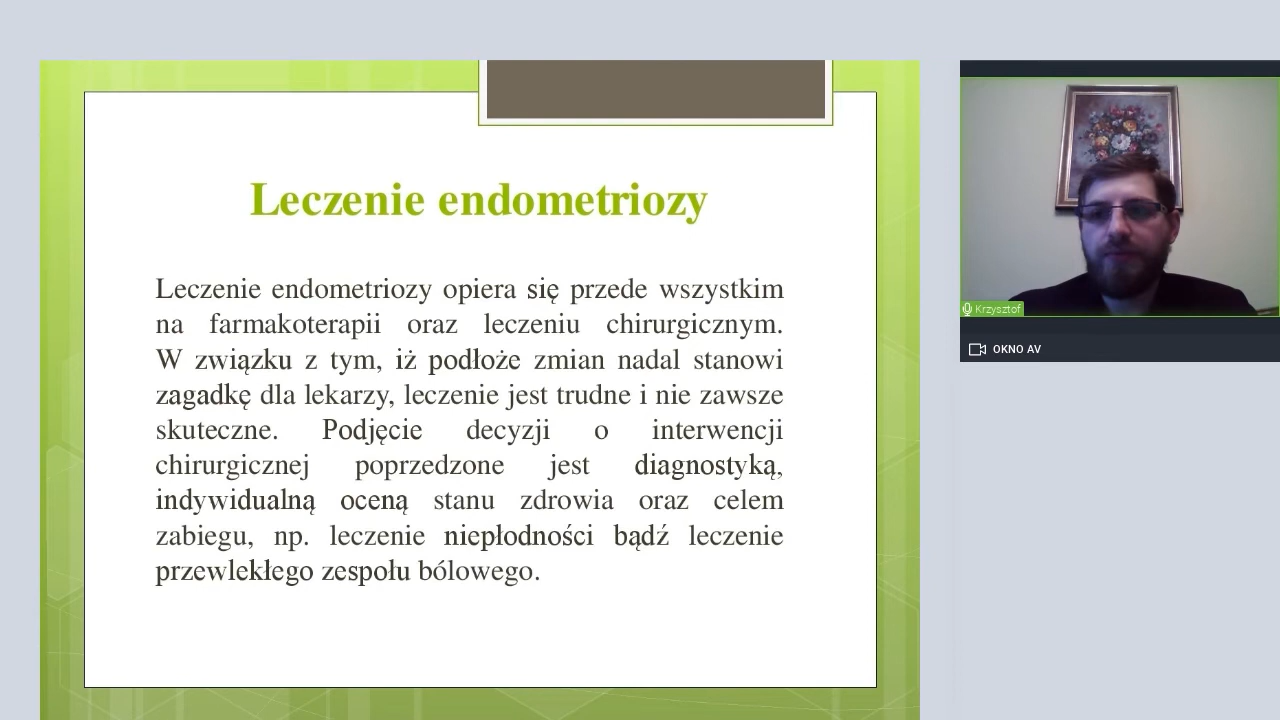 Leczenie endometriozy
Leczenie endometriozy opiera się przede wszystkim
na farmakoterapii oraz leczeniu chirurgicznym.
W związku z tym, iż podłoże zmian nadal stanowi
zagadkę dla lekarzy, leczenie jest trudne i nie zawsze
skuteczne. Podjęcie decyzji o interwencji
chirurgicznej poprzedzone jest diagnostyką,
indywidualną oceną stanu zdrowia oraz celem
zabiegu, np. leczenie niepłodności bądź leczenie
przewlekłego zespołu bólowego.
Krzysztof
OKNO AV